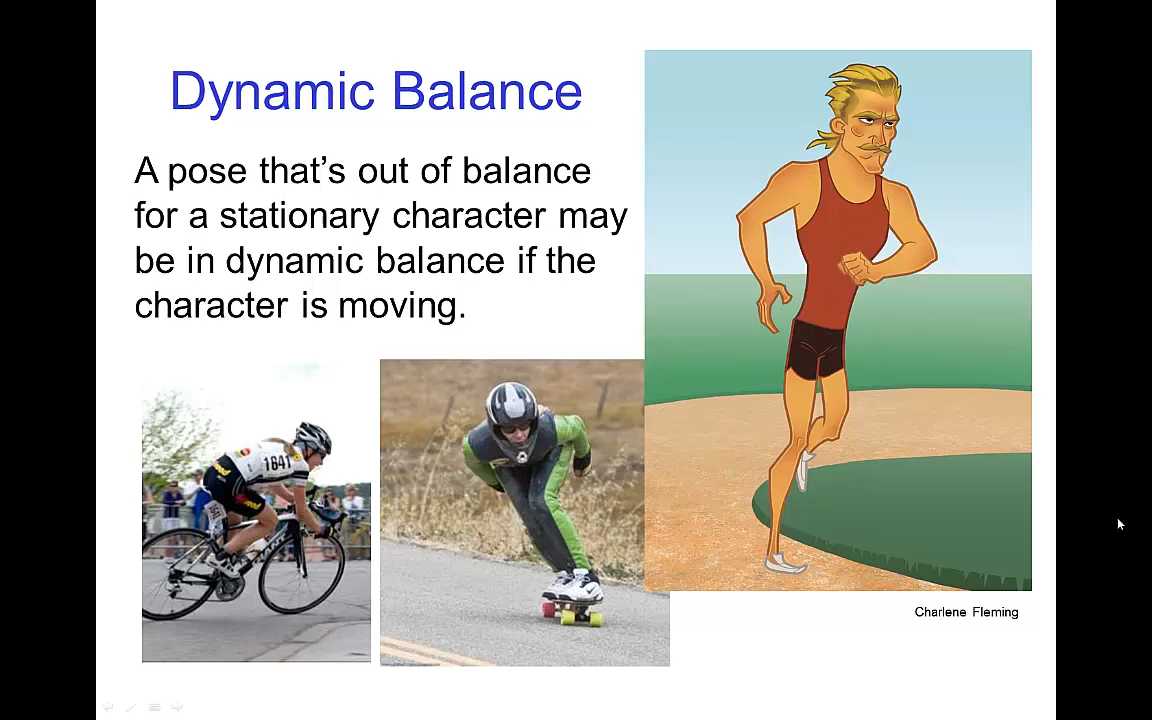 Dynamic Balance
A pose that's out of balance
for a stationary character may
be in dynamic balance if the
character is moving.
1841
Charlene Fleming